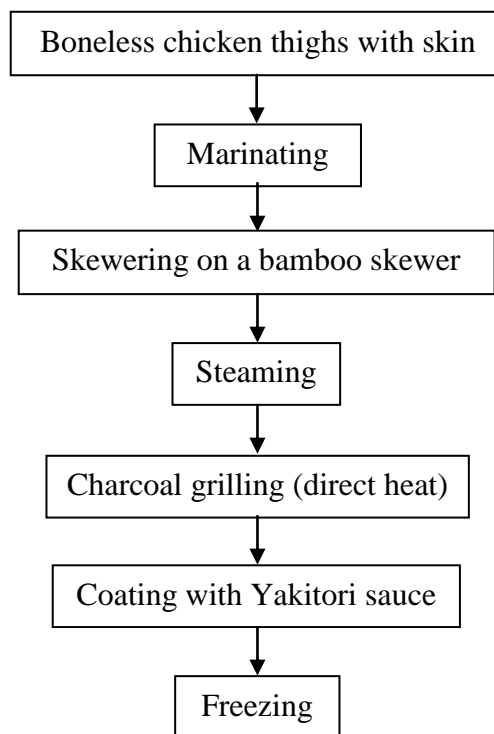 Boneless chicken thighs with skin
Marinating
Skewering on a bamboo skewer
Steaming
Charcoal grilling (direct heat)
Coating with Yakitori sauce
Freezing